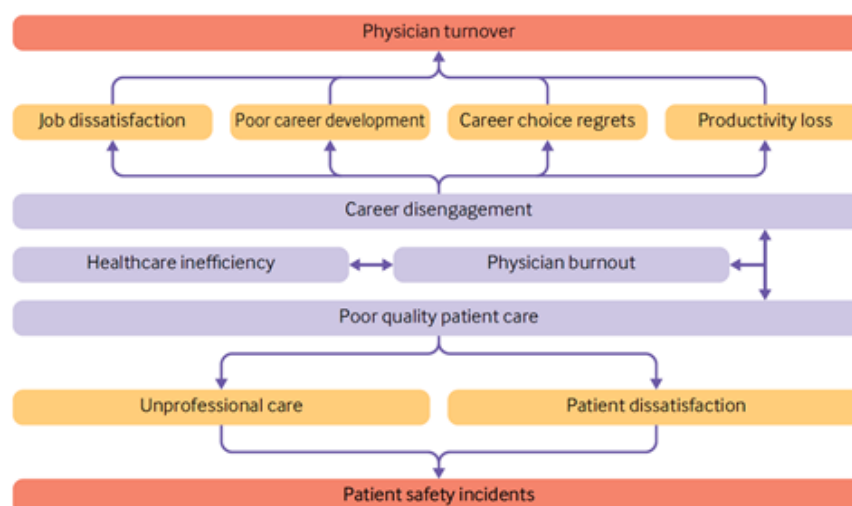 Physician turnover
Job dissatisfaction
Poor career development
Career choice regrets
Productivity loss
Career disengagement
Healthcare inefficiency
Physician burnout
Poor quality patient care
Unprofessional care
Patient dissatisfaction
Patient safety incidents